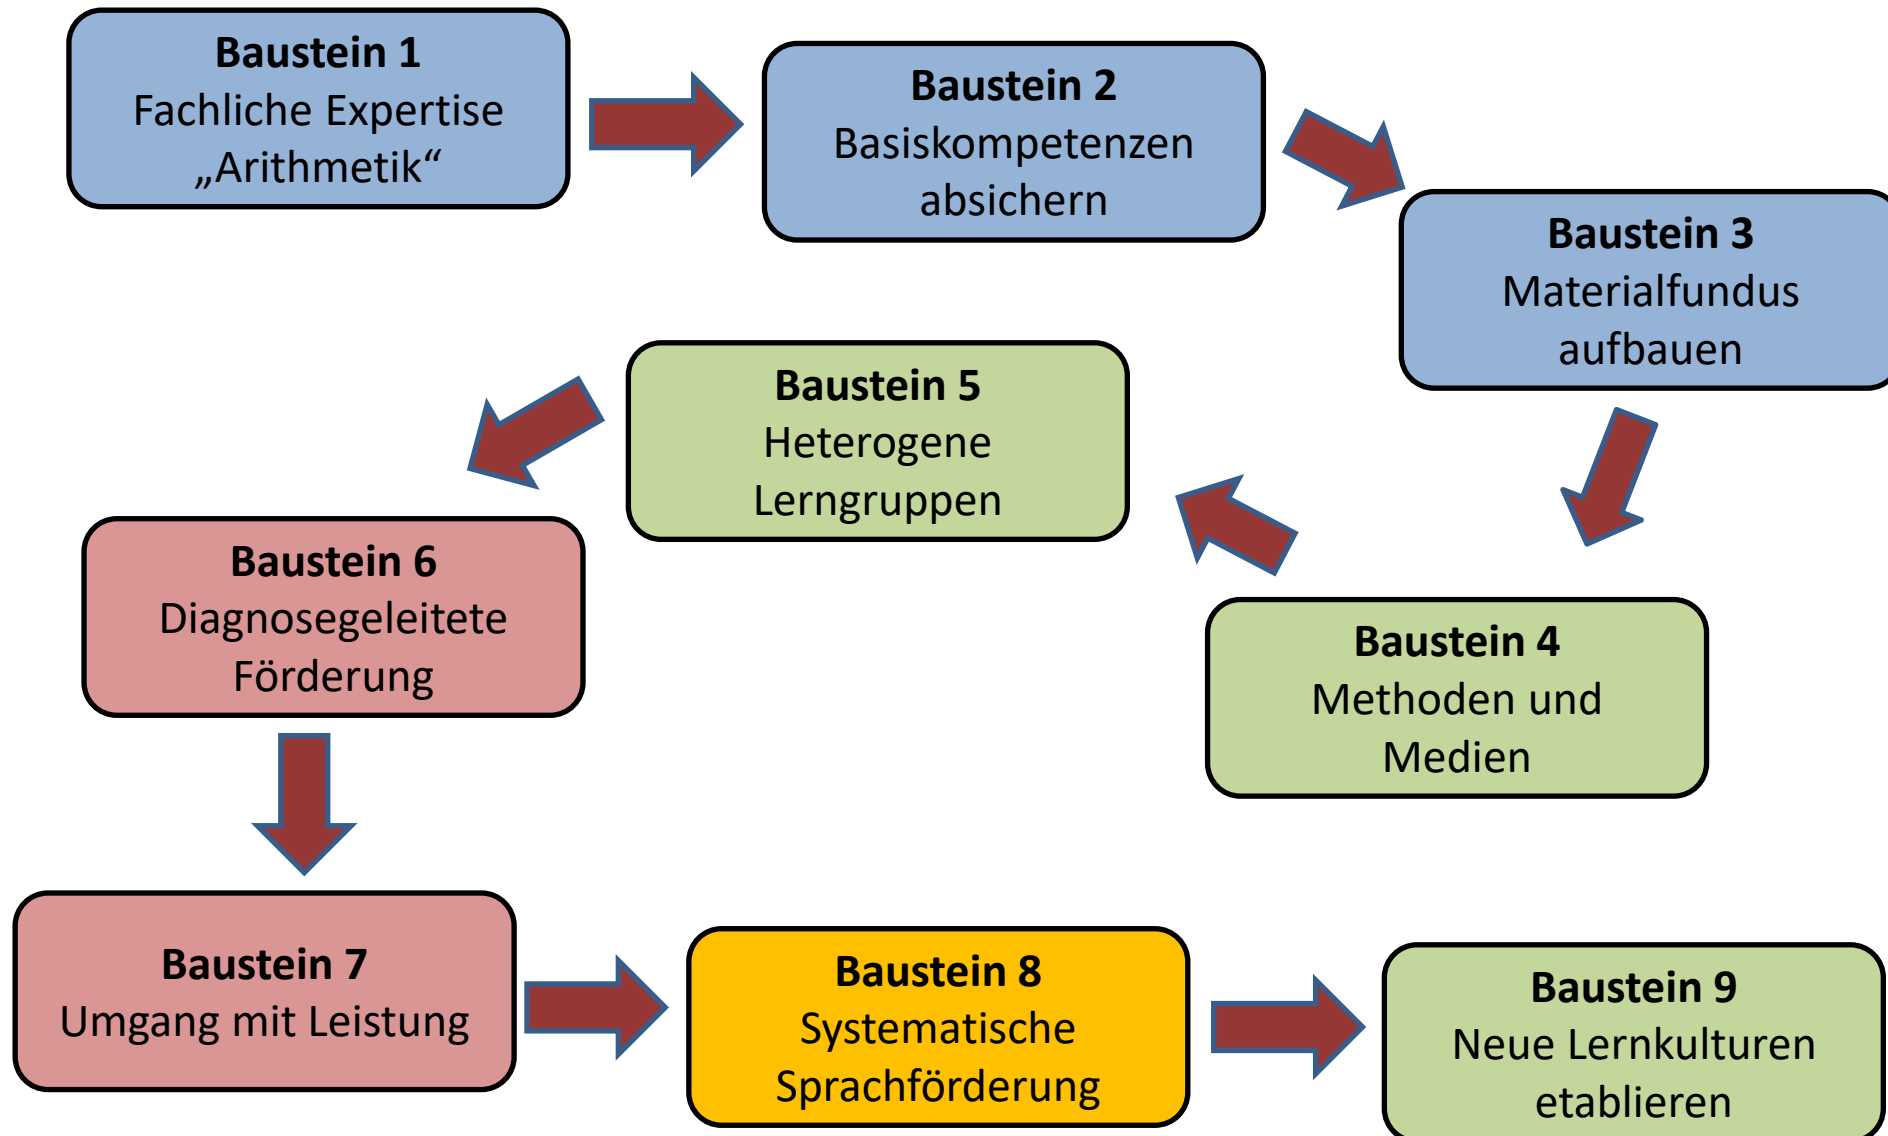 Baustein 1
Fachliche Expertise
„Arithmetik“
Baustein 2
Basiskompetenzen
absichern
Baustein 3
Materialfundus
aufbauen
Baustein 4
Methoden und
Medien
Baustein 5
Heterogene
Lerngruppen
Baustein 6
Diagnosegeleitete
Förderung
Baustein 7
Umgang mit Leistung
Baustein 8
Systematische
Sprachförderung
Baustein 9
Neue Lernkulturen
etablieren